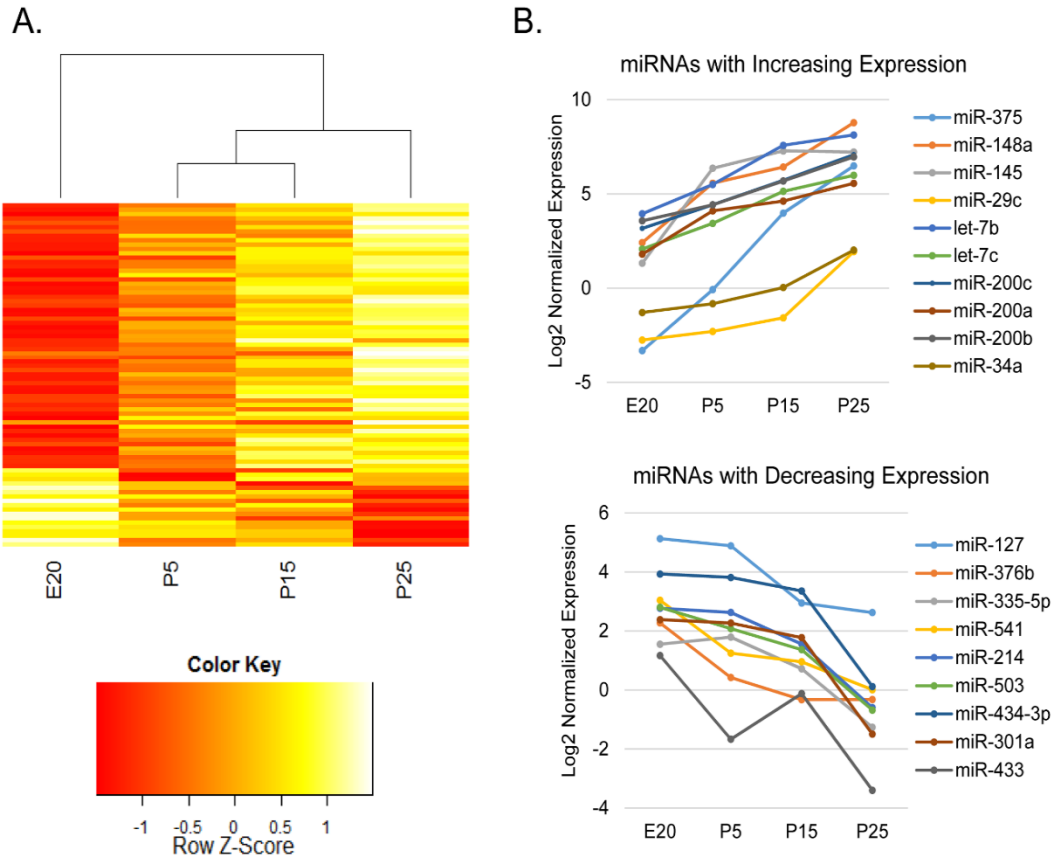 A.
E20
P5
P15
P25
Color Key
-1 -0.5 0 0.5 1
Row Z-Score
B.
miRNAs with Increasing Expression
Log2 Normalized Expression
10
5
0
-5
E20 P5 P15 P25
miR-375
miR-148a
miR-145
miR-29c
let-7b
let-7c
miR-200c
miR-200a
miR-200b
miR-34a
miRNAs with Decreasing Expression
Log2 Normalized Expression
6
4
2
0
-2
-4
E20 P5 P15 P25
miR-127
miR-376b
miR-335-5p
miR-541
miR-214
miR-503
miR-434-3p
miR-301a
miR-433